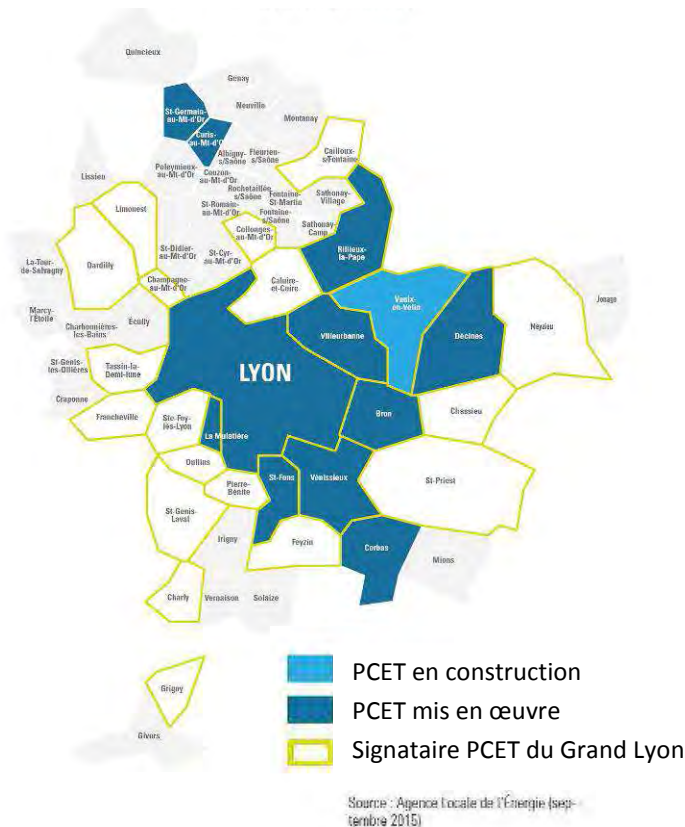 Quincieux
Genay
St-Germain-
au-Mt-d'Or
Neuville
Curis-
au-Mt-d'O
Montanay
Albigny-
s/Saône
Fleurieu-
s/Saône
Cailloux-
s/Fontaine
Poleymieux-
au-Mt-d'Or
Couzon-
au-Mt-d'Or
Lissieu
Rochetaillée
s/Saône
Fontaine-
St-Martin
Sathonay-
Village
Limonest
St-Romain-
au-Mt-d'Or
Fontaine-
s/Saône
Sathonay-
Camp
Collonges-
au-Mt-d'Or
Rillieux-
la-Pape
St-Didier-
au-Mt-d'Or
St-Cyr-
au-Mt-d'Or
La-Tour-
de-Salvagny
Dardilly
Champagne-
au-Mt-d'Or
Caluire-
et-Cuire
Vaulx-
en-Velin
Jonage
Marcy-
l'Étoile
Charbonnières-
les-Bains
Écully
Villeurbanne
Décines
Meyzieu
St-Genis-
les-Ollières
Tassin-la-
Demi-lune
LYON
Craponne
Francheville
Ste-Foy-
lès-Lyon
La Mulatière
Bron
Chassieu
Oullins
Pierre-
Bénite
St-Fons
Vénissieux
St-Priest
St-Genis-
Laval
Irigny
Feyzin
Corbas
Mions
Charly
Vernaison
Solaize
Grigny
Givors
PCET en construction
PCET mis en œuvre
Signataire PCET du Grand Lyon
Source : Agence Locale de l'Énergie (sep-
tembre 2015)